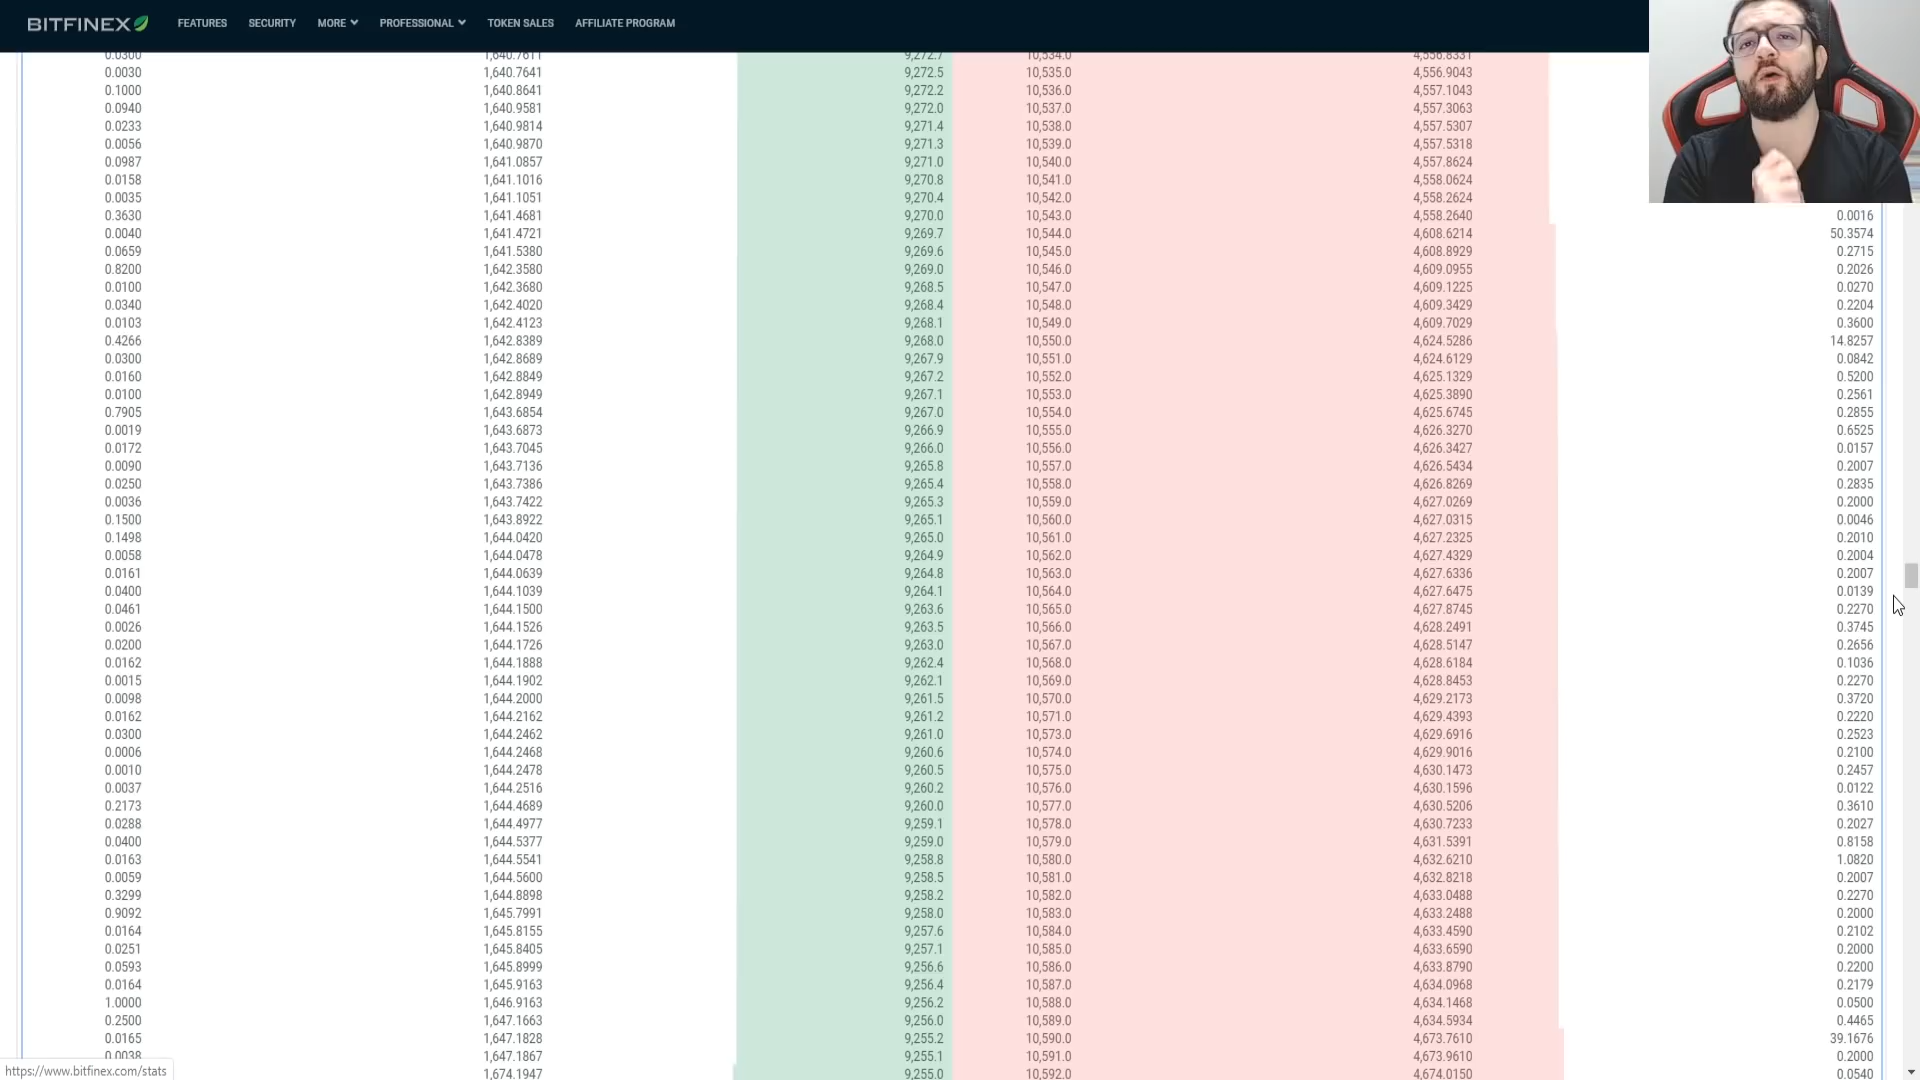 BITFINEX FEATURES SECURITY MORE PROFESSIONAL TOKEN SALES AFFILIATE PROGRAM
0.0300 1,640.7611 9,272.7 10,534.0 4,556.8331
0.0030 1,640.7641 9,272.5 10,535.0 4,556.9043
0.1000 1,640.8641 9,272.2 10,536.0 4,557.1043
0.0940 1,640.9581 9,272.0 10,537.0 4,557.3063
0.0233 1,640.9814 9,271.4 10,538.0 4,557.5307
0.0056 1,640.9870 9,271.3 10,539.0 4,557.5318
0.0987 1,641.0857 9,271.0 10,540.0 4,557.8624
0.0158 1,641.1016 9,270.8 10,541.0 4,558.0624
0.0035 1,641.1051 9,270.4 10,542.0 4,558.2624
0.3630 1,641.4681 9,270.0 10,543.0 4,558.2640 0.0016
0.0040 1,641.4721 9,269.7 10,544.0 4,608.6214 50.3574
0.0659 1,641.5380 9,269.6 10,545.0 4,608.8929 0.2715
0.8200 1,642.3580 9,269.0 10,546.0 4,609.0955 0.2026
0.0100 1,642.3680 9,268.5 10,547.0 4,609.1225 0.0270
0.0340 1,642.4020 9,268.4 10,548.0 4,609.3429 0.2204
0.0103 1,642.4123 9,268.1 10,549.0 4,609.7029 0.3600
0.4266 1,642.8389 9,268.0 10,550.0 4,624.5286 14.8257
0.0300 1,642.8689 9,267.9 10,551.0 4,624.6129 0.0842
0.0160 1,642.8849 9,267.2 10,552.0 4,625.1329 0.5200
0.0100 1,642.8949 9,267.1 10,553.0 4,625.3890 0.2561
0.7905 1,643.6854 9,267.0 10,554.0 4,625.6745 0.2855
0.0019 1,643.6873 9,266.9 10,555.0 4,626.3270 0.6525
0.0172 1,643.7045 9,266.0 10,556.0 4,626.3427 0.0157
0.0090 1,643.7136 9,265.8 10,557.0 4,626.5434 0.2007
0.0250 1,643.7386 9,265.4 10,558.0 4,626.8269 0.2835
0.0036 1,643.7422 9,265.3 10,559.0 4,627.0269 0.2000
0.1500 1,643.8922 9,265.1 10,560.0 4,627.0315 0.0046
0.1498 1,644.0420 9,265.0 10,561.0 4,627.2325 0.2010
0.0058 1,644.0478 9,264.9 10,562.0 4,627.4329 0.2004
0.0161 1,644.0639 9,264.8 10,563.0 4,627.6336 0.2007
0.0400 1,644.1039 9,264.1 10,564.0 4,627.6475 0.0139
0.0461 1,644.1500 9,263.6 10,565.0 4,627.8745 0.2270
0.0026 1,644.1526 9,263.5 10,566.0 4,628.2491 0.3745
0.0200 1,644.1726 9,263.0 10,567.0 4,628.5147 0.2656
0.0162 1,644.1888 9,262.4 10,568.0 4,628.6184 0.1036
0.0015 1,644.1902 9,262.1 10,569.0 4,628.8453 0.2270
0.0098 1,644.2000 9,261.5 10,570.0 4,629.2173 0.3720
0.0162 1,644.2162 9,261.2 10,571.0 4,629.4393 0.2220
0.0300 1,644.2462 9,261.0 10,573.0 4,629.6916 0.2523
0.0006 1,644.2468 9,260.6 10,574.0 4,629.9016 0.2100
0.0010 1,644.2478 9,260.5 10,575.0 4,630.1473 0.2457
0.0037 1,644.2516 9,260.2 10,576.0 4,630.1596 0.0122
0.2173 1,644.4689 9,260.0 10,577.0 4,630.5206 0.3610
0.0288 1,644.4977 9,259.1 10,578.0 4,630.7233 0.2027
0.0400 1,644.5377 9,259.0 10,579.0 4,631.5391 0.8158
0.0163 1,644.5541 9,258.8 10,580.0 4,632.6210 1.0820
0.0059 1,644.5600 9,258.5 10,581.0 4,632.8218 0.2007
0.3299 1,644.8898 9,258.2 10,582.0 4,633.0488 0.2270
0.9092 1,645.7991 9,258.0 10,583.0 4,633.2488 0.2000
0.0164 1,645.8155 9,257.6 10,584.0 4,633.4590 0.2102
0.0251 1,645.8405 9,257.1 10,585.0 4,633.6590 0.2000
0.0593 1,645.8999 9,256.6 10,586.0 4,633.8790 0.2200
0.0164 1,645.9163 9,256.4 10,587.0 4,634.0968 0.2179
1.0000 1,646.9163 9,256.2 10,588.0 4,634.1468 0.0500
0.2500 1,647.1663 9,256.0 10,589.0 4,634.5934 0.4465
0.0165 1,647.1828 9,255.2 10,590.0 4,673.7610 39.1676
0.0038 1,647.1867 9,255.1 10,591.0 4,673.9610 0.2000
https://www.bitfinex.com/stats 1,674.1947 9,255.0 10,592.0 4,674.0150 0.0540